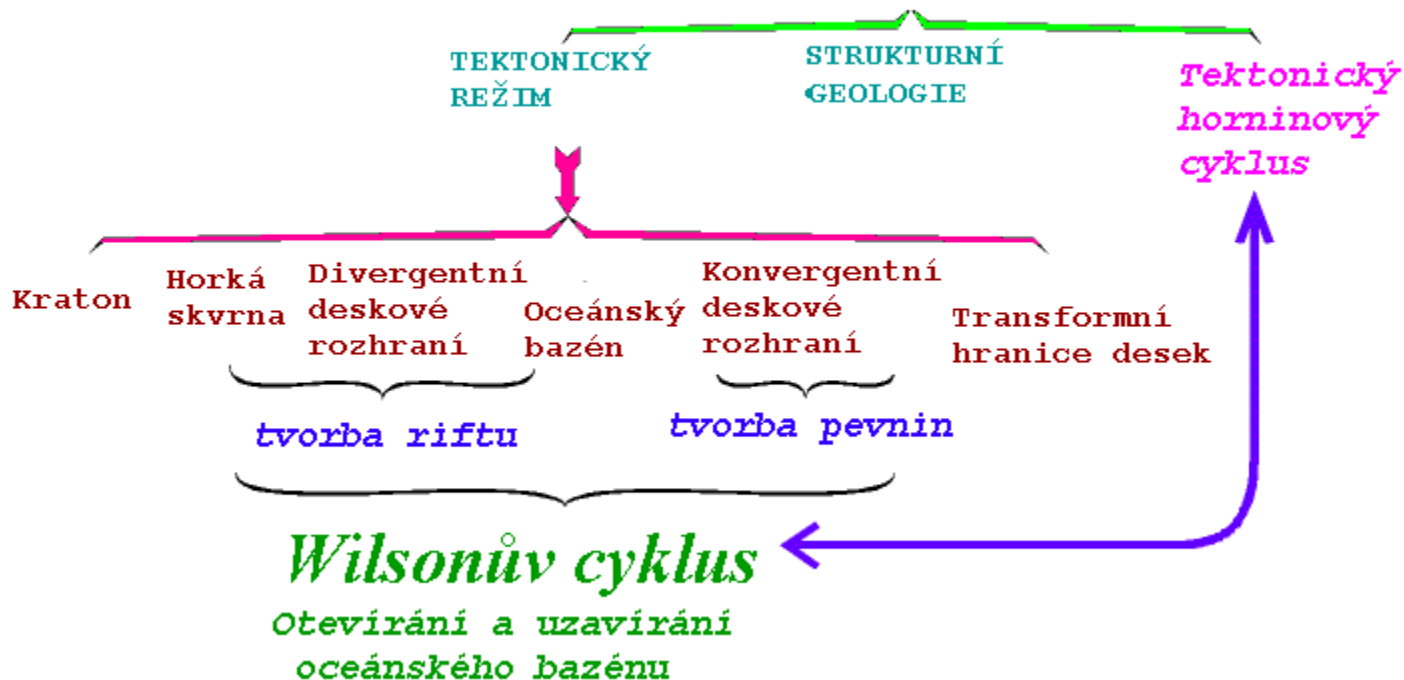 TEKTONICKÝ
REŽIM
STRUKTURNÍ
GEOLOGIE
Tektonický
horninový
cyklus
Kraton
Horká
skvrna
Divergentní
deskové
rozhraní
Oceánský
bazén
Konvergentní
deskové
rozhraní
Transformní
hranice desek
tvorba riftu
tvorba pevnin
Wilsonův cyklus
Otevírání a uzavírání
oceánského bazénu